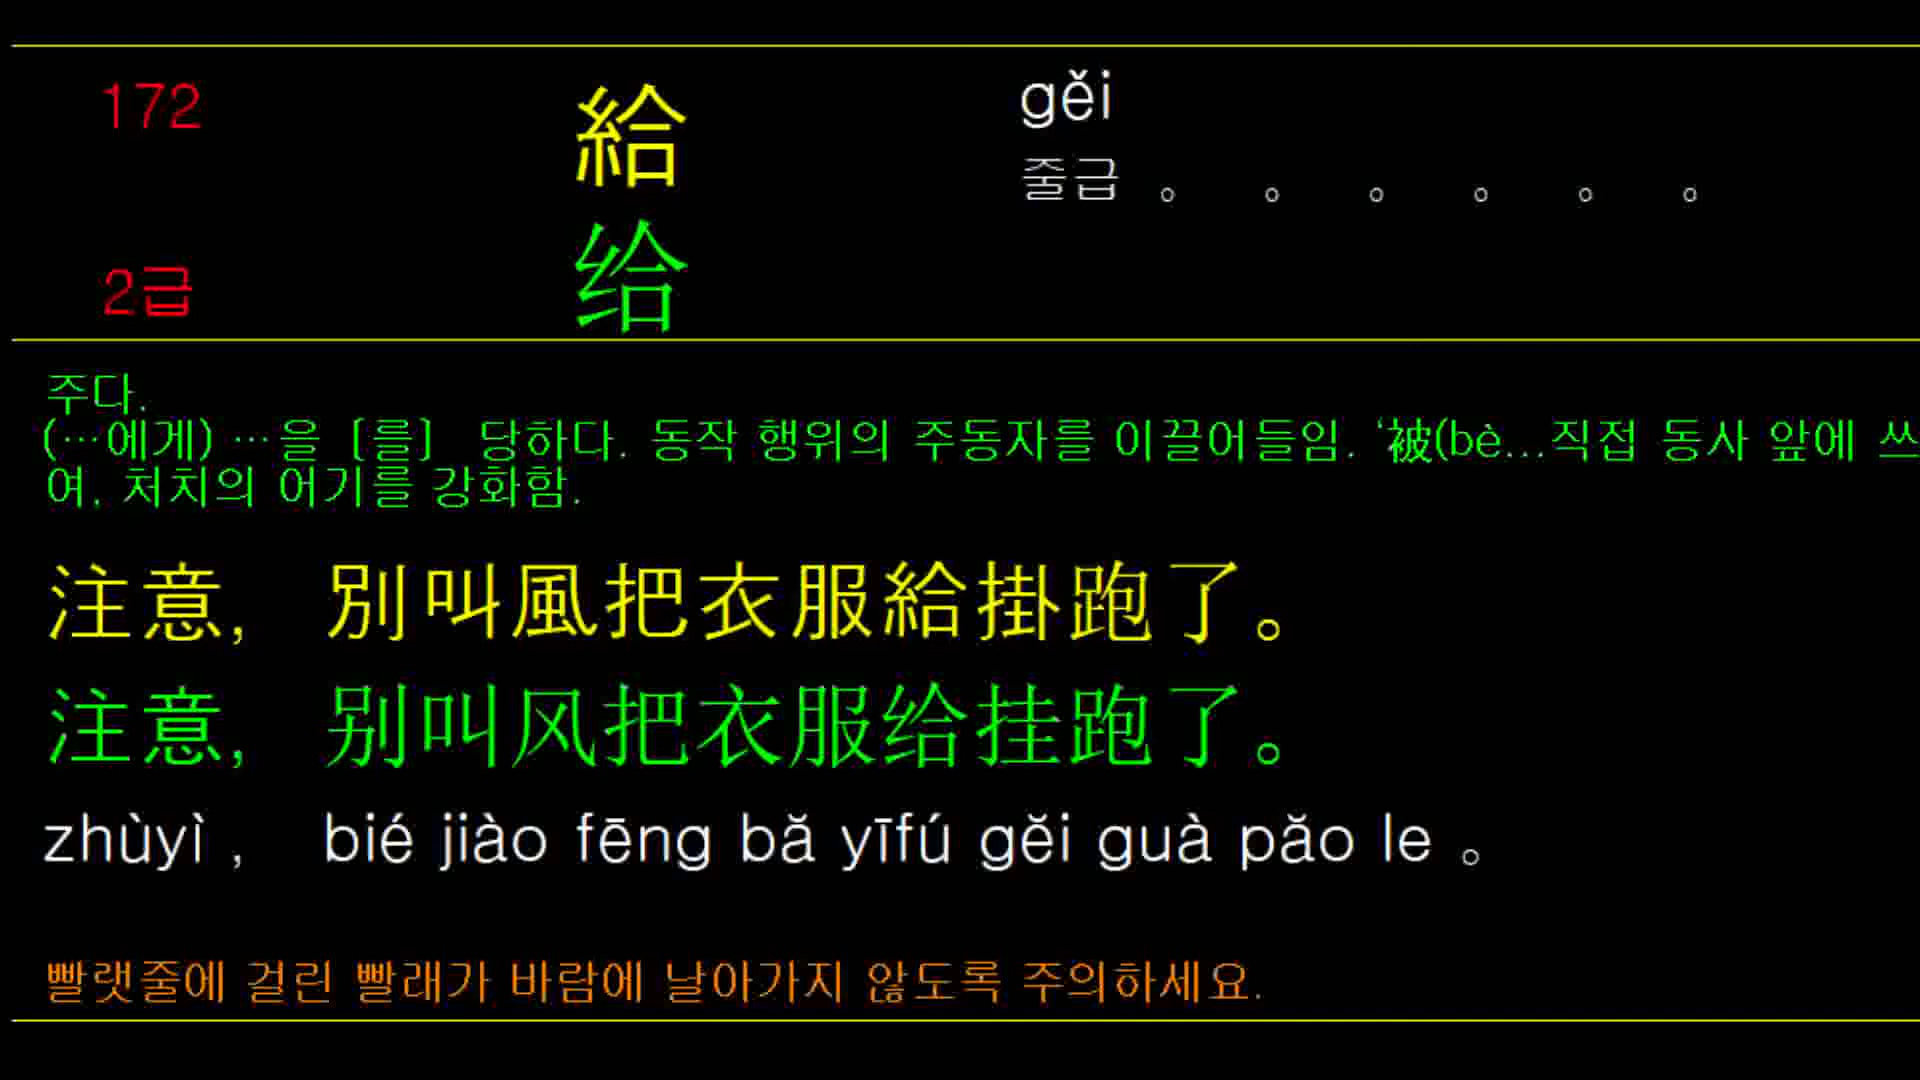 172
給
gěi
줄급 。 。 。 。 。 。
给
2급
주다.
(…에게) …을 [를] 당하다. 동작 행위의 주동자를 이끌어들임. ‘被(bè...직접 동사 앞에 쓰
여, 처치의 어기를 강화함.
注意, 別叫風把衣服給掛跑了。
注意, 别叫风把衣服给挂跑了。
zhùyì , bié jiào fēng bǎ yīfú gěi guà pǎo le 。
빨랫줄에 걸린 빨래가 바람에 날아가지 않도록 주의하세요.